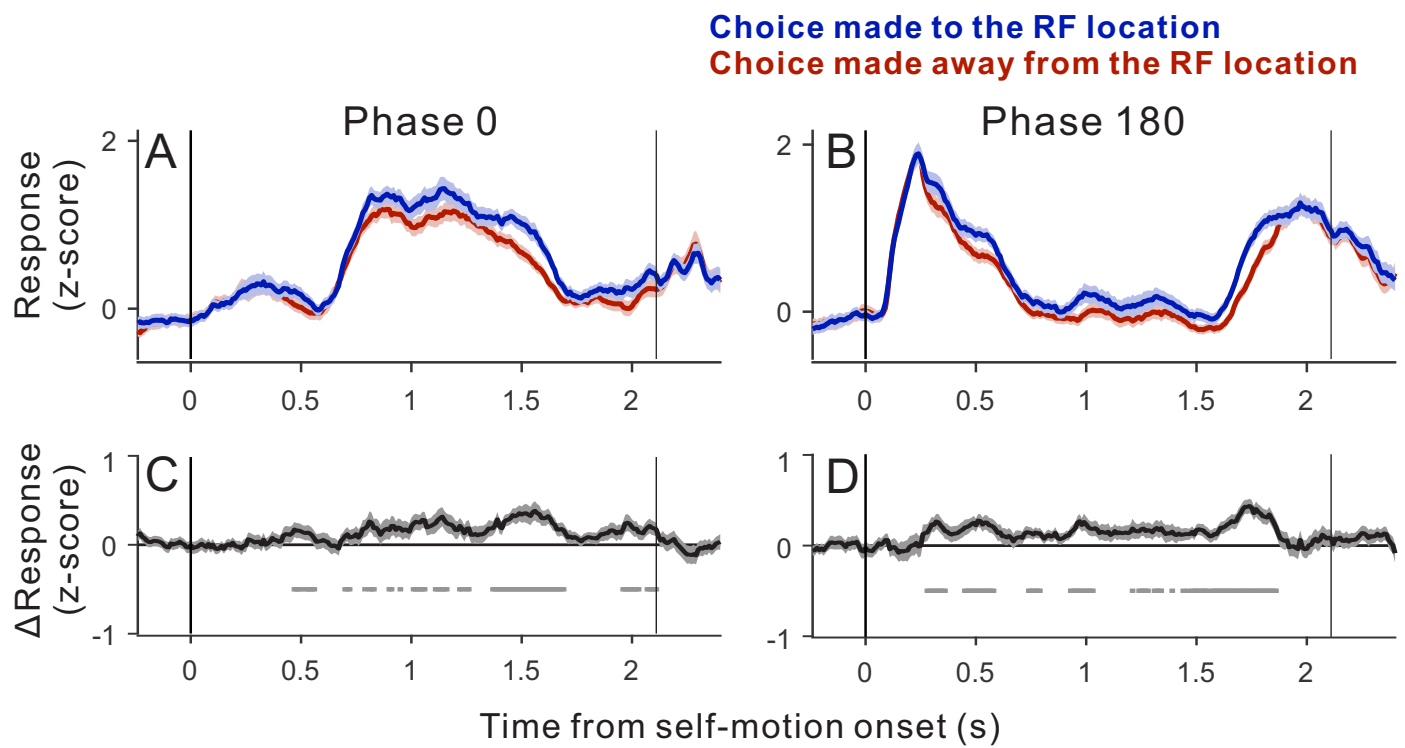 Choice made to the RF location
Choice made away from the RF location
Phase 0
Phase 180
Response
(z-score)
A
B
2
0
2
0
0 0.5 1 1.5 2
0 0.5 1 1.5 2
ΔResponse
(z-score)
C
D
1
0
-1
1
0
-1
0 0.5 1 1.5 2
0 0.5 1 1.5 2
Time from self-motion onset (s)